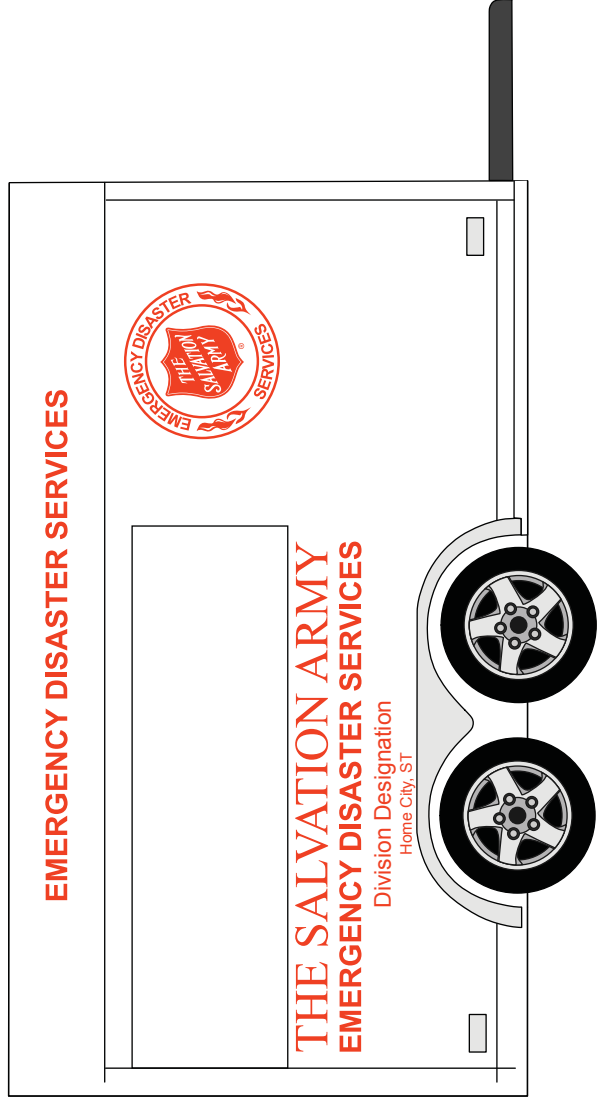 EMERGENCY DISASTER SERVICES
EMERGENCY DISASTER
THE
SALVATION
ARMY
®
SERVICES
THE SALVATION ARMY
EMERGENCY DISASTER SERVICES
Division Designation
Home City, ST